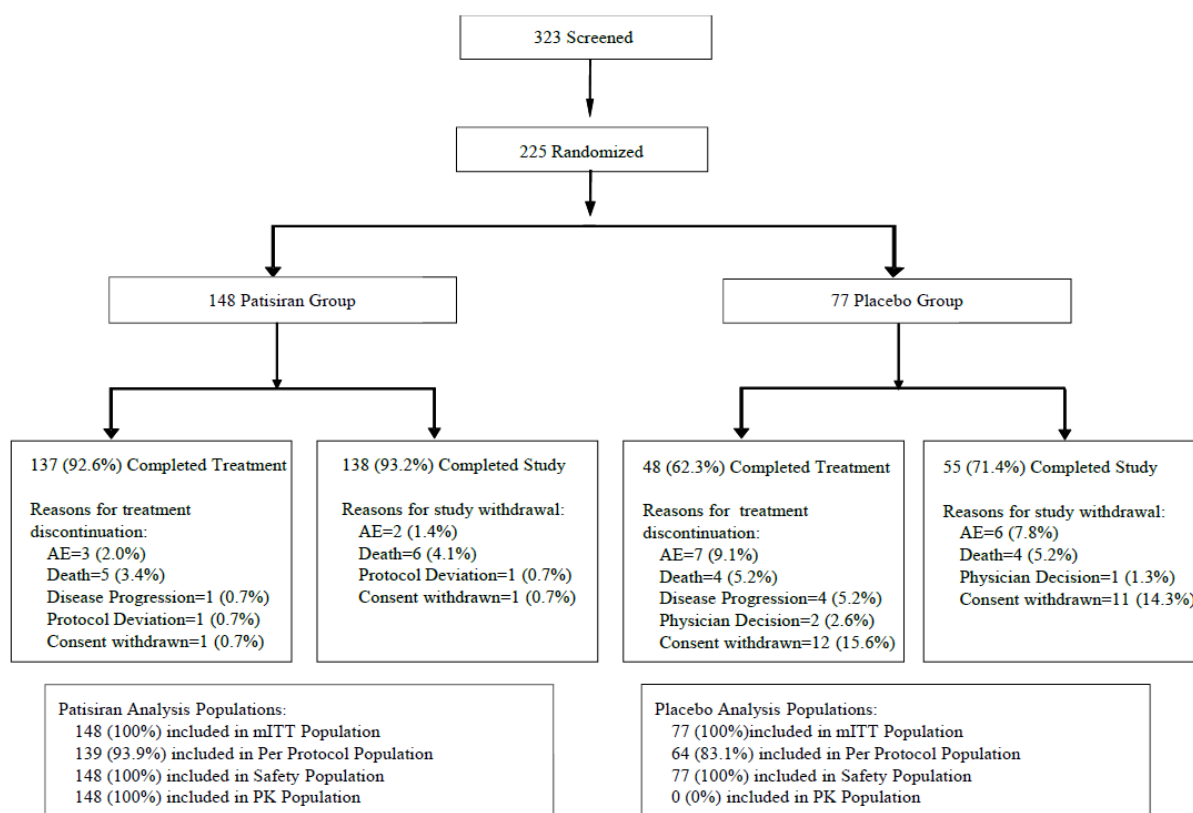 323 Screened
225 Randomized
148 Patisiran Group
77 Placebo Group
137 (92.6%) Completed Treatment
Reasons for treatment
discontinuation:
AE=3 (2.0%)
Death=5 (3.4%)
Disease Progression=1 (0.7%)
Protocol Deviation=1 (0.7%)
Consent withdrawn=1 (0.7%)
138 (93.2%) Completed Study
Reasons for study withdrawal:
AE=2 (1.4%)
Death=6 (4.1%)
Protocol Deviation=1 (0.7%)
Consent withdrawn=1 (0.7%)
48 (62.3%) Completed Treatment
Reasons for treatment
discontinuation:
AE=7 (9.1%)
Death=4 (5.2%)
Disease Progression=4 (5.2%)
Physician Decision=2 (2.6%)
Consent withdrawn=12 (15.6%)
55 (71.4%) Completed Study
Reasons for study withdrawal:
AE=6 (7.8%)
Death=4 (5.2%)
Physician Decision=1 (1.3%)
Consent withdrawn=11 (14.3%)
Patisiran Analysis Populations:
148 (100%) included in mITT Population
139 (93.9%) included in Per Protocol Population
148 (100%) included in Safety Population
148 (100%) included in PK Population
Placebo Analysis Populations:
77 (100%)included in mITT Population
64 (83.1%) included in Per Protocol Population
77 (100%) included in Safety Population
0 (0%) included in PK Population